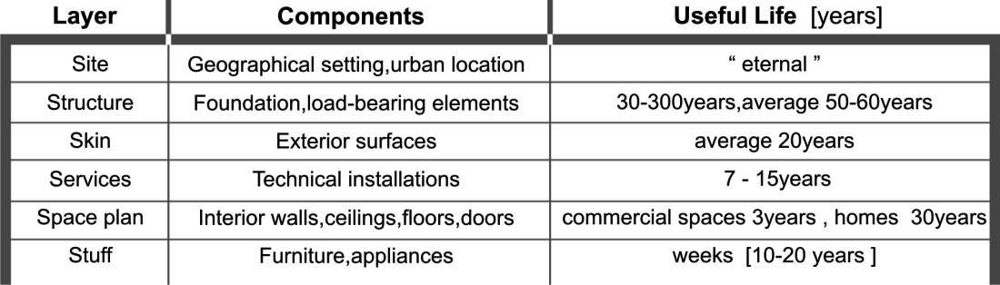 Layer Components Useful Life [years]
Site Geographical setting,urban location “ eternal ”
Structure Foundation,load-bearing elements 30-300years,average 50-60years
Skin Exterior surfaces average 20years
Services Technical installations 7 - 15years
Space plan Interior walls,ceilings,floors,doors commercial spaces 3years , homes 30years
Stuff Furniture,appliances weeks [10-20 years ]